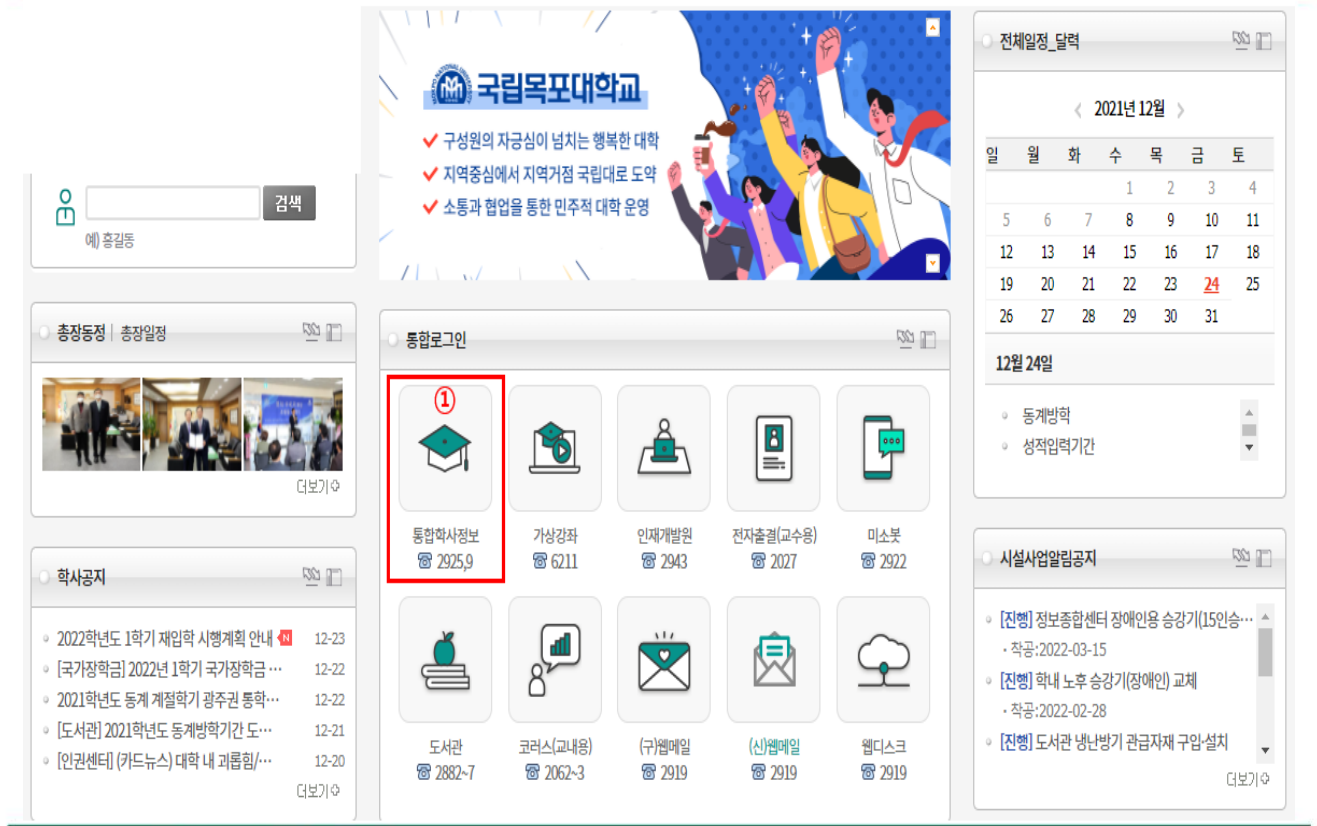 국립목포대학교
구성원의 자긍심이 넘치는 행복한 대학
지역중심에서 지역거점 국립대로 도약
소통과 협업을 통한 민주적 대학 운영
검색
예) 홍길동
총장동정 | 총장일정
더보기
학사공지
2022학년도 1학기 재입학 시행계획 안내 N 12-23
[국가장학금] 2022년 1학기 국가장학금 … 12-22
2021학년도 동계 계절학기 광주권 통학… 12-22
[도서관] 2021학년도 동계방학기간 도… 12-21
[인권센터] (카드뉴스) 대학 내 괴롭힘/… 12-20
더보기
통합로그인
①
통합학사정보 가상강좌 인재개발원 전자출결(교수용) 미소봇
☎ 2925,9 ☎ 6211 ☎ 2943 ☎ 2027 ☎ 2922
도서관 코러스(교내용) (구)웹메일 (신)웹메일 웹디스크
☎ 2882~7 ☎ 2062~3 ☎ 2919 ☎ 2919 ☎ 2919
전체일정_달력
2021년 12월
일 월 화 수 목 금 토
1 2 3 4
5 6 7 8 9 10 11
12 13 14 15 16 17 18
19 20 21 22 23 24 25
26 27 28 29 30 31
12월 24일
동계방학
성적입력기간
시설사업알림공지
[진행] 정보종합센터 장애인용 승강기(15인승…
· 착공:2022-03-15
[진행] 학내 노후 승강기(장애인) 교체
· 착공:2022-02-28
[진행] 도서관 냉난방기 관급자재 구입·설치
더보기